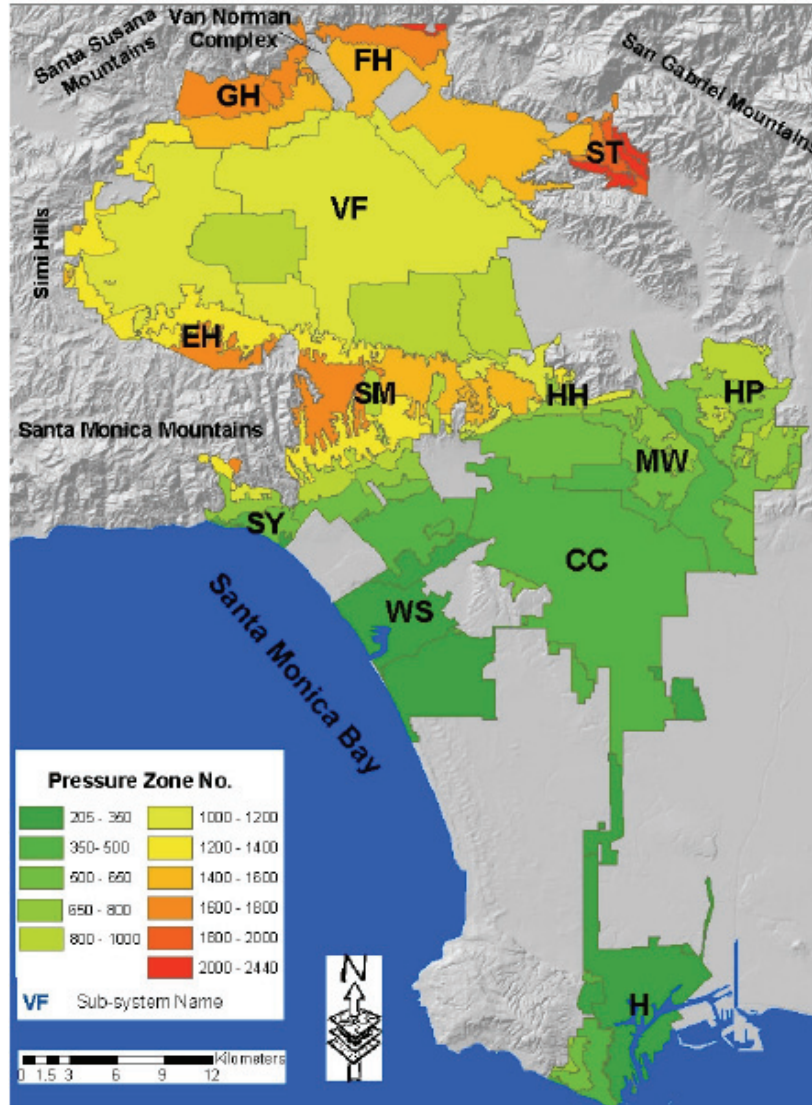 Van Norman
Complex
Santa Susana
Mountains
San Gabriel Mountains
FH
GH
ST
VF
Simi Hills
EH
SM
HH
HP
Santa Monica Mountains
MW
SY
CC
WS
Santa Monica Bay
Pressure Zone No.
205 - 350
350- 500
500 - 650
650 - 800
800 - 1000
1000 - 1200
1200 - 1400
1400 - 1600
1600 - 1800
1800 - 2000
2000 - 2440
VF Sub-system Name
N
Kilometers
0 1.5 3 6 9 12
H